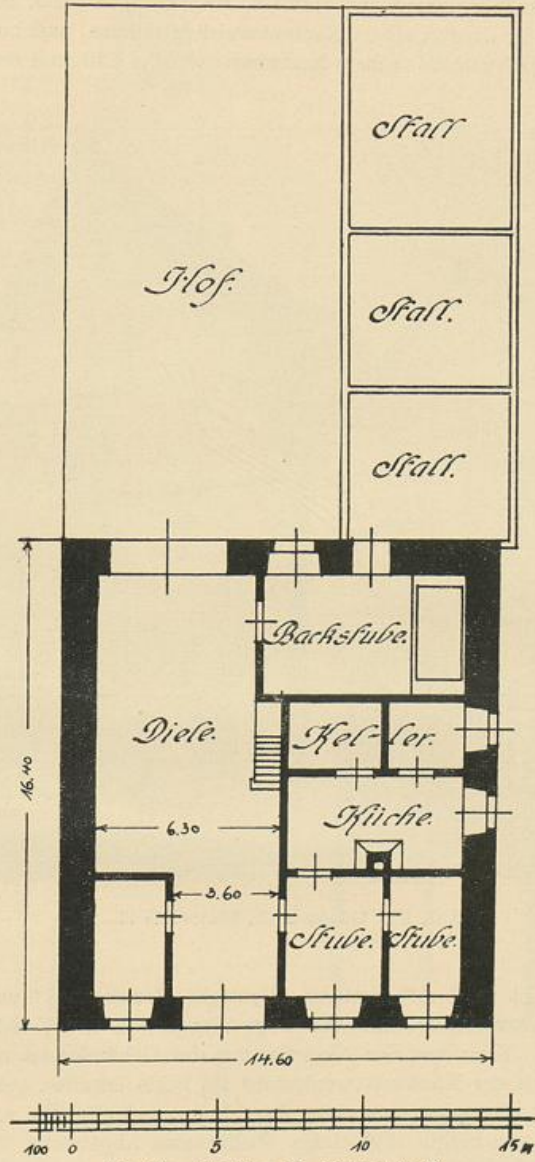 Stall
Hof.
Stall.
Stall.
Backstube.
Diele.
Kel-ler.
16.40
6.30
Küche.
3.60
Stube.
Stube.
14.60
100 0 5 10 15 m